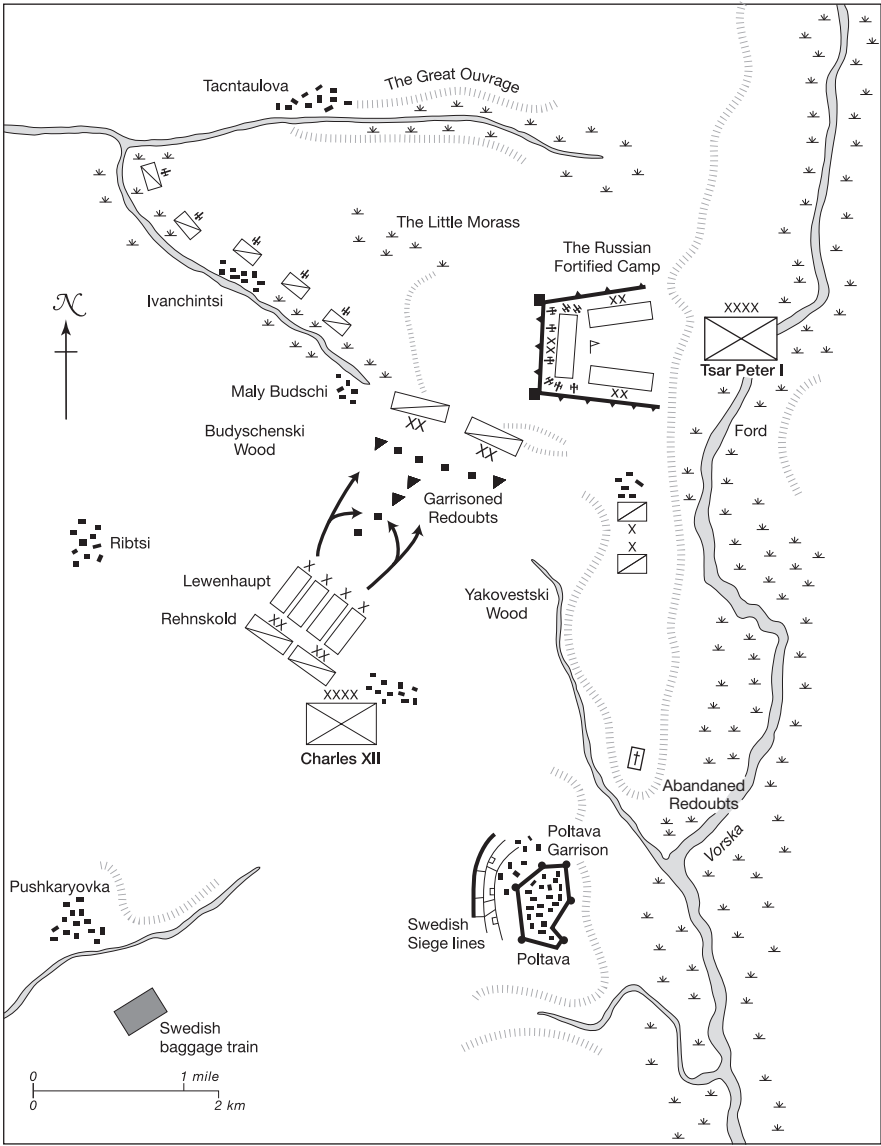 Tacntaulova
The Great Ouvrage
The Little Morass
The Russian
Fortified Camp
Ivanchintsi
N
XX
XX
XX
XXXX
Tsar Peter I
Maly Budschi
Ford
Budyschenski
Wood
XX
XX
Garrisoned
Redoubts
Ribtsi
X
X
Lewenhaupt
X
X
X
X
Rehnskold
XX
XX
Yakovestski
Wood
XXXX
Charles XII
Abandaned
Redoubts
Vorska
Poltava
Garrison
Pushkaryovka
Swedish
Siege lines
Poltava
Swedish
baggage train
0 1 mile
0 2 km